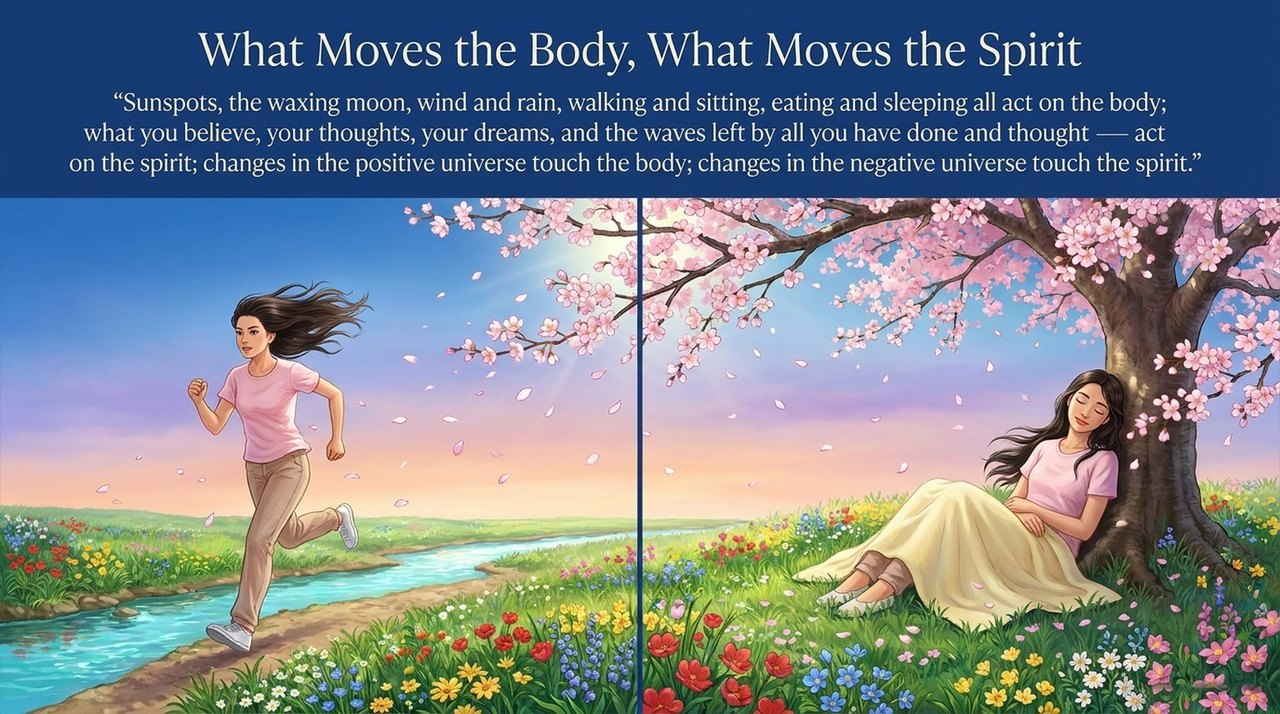 What Moves the Body, What Moves the Spirit
“Sunspots, the waxing moon, wind and rain, walking and sitting, eating and sleeping all act on the body;
what you believe, your thoughts, your dreams, and the waves left by all you have done and thought — act
on the spirit; changes in the positive universe touch the body; changes in the negative universe touch the spirit.”